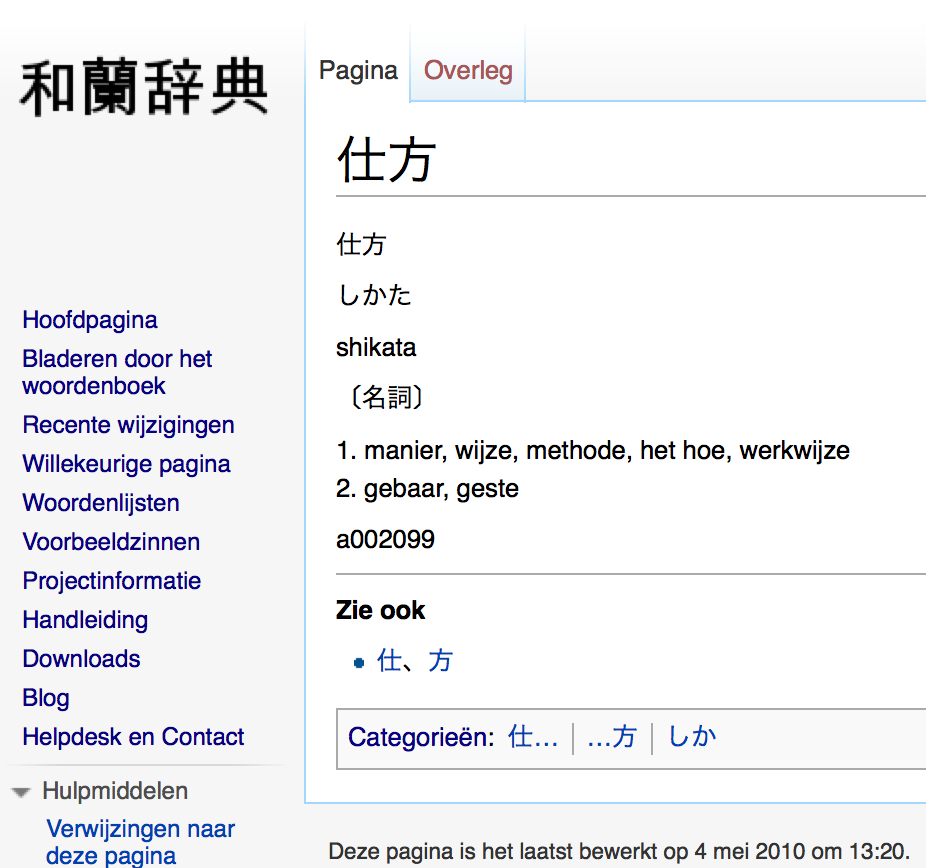 和蘭辞典
Pagina
Overleg
仕方
仕方
しかた
shikata
〔名詞〕
1. manier, wijze, methode, het hoe, werkwijze
2. gebaar, geste
a002099
Zie ook
仕、方
Categorieën: 仕… | …方 | しか
Deze pagina is het laatst bewerkt op 4 mei 2010 om 13:20.
Hoofdpagina
Bladeren door het
woordenboek
Recente wijzigingen
Willekeurige pagina
Woordenlijsten
Voorbeeldzinnen
Projectinformatie
Handleiding
Downloads
Blog
Helpdesk en Contact
Hulpmiddelen
Verwijzingen naar
deze pagina